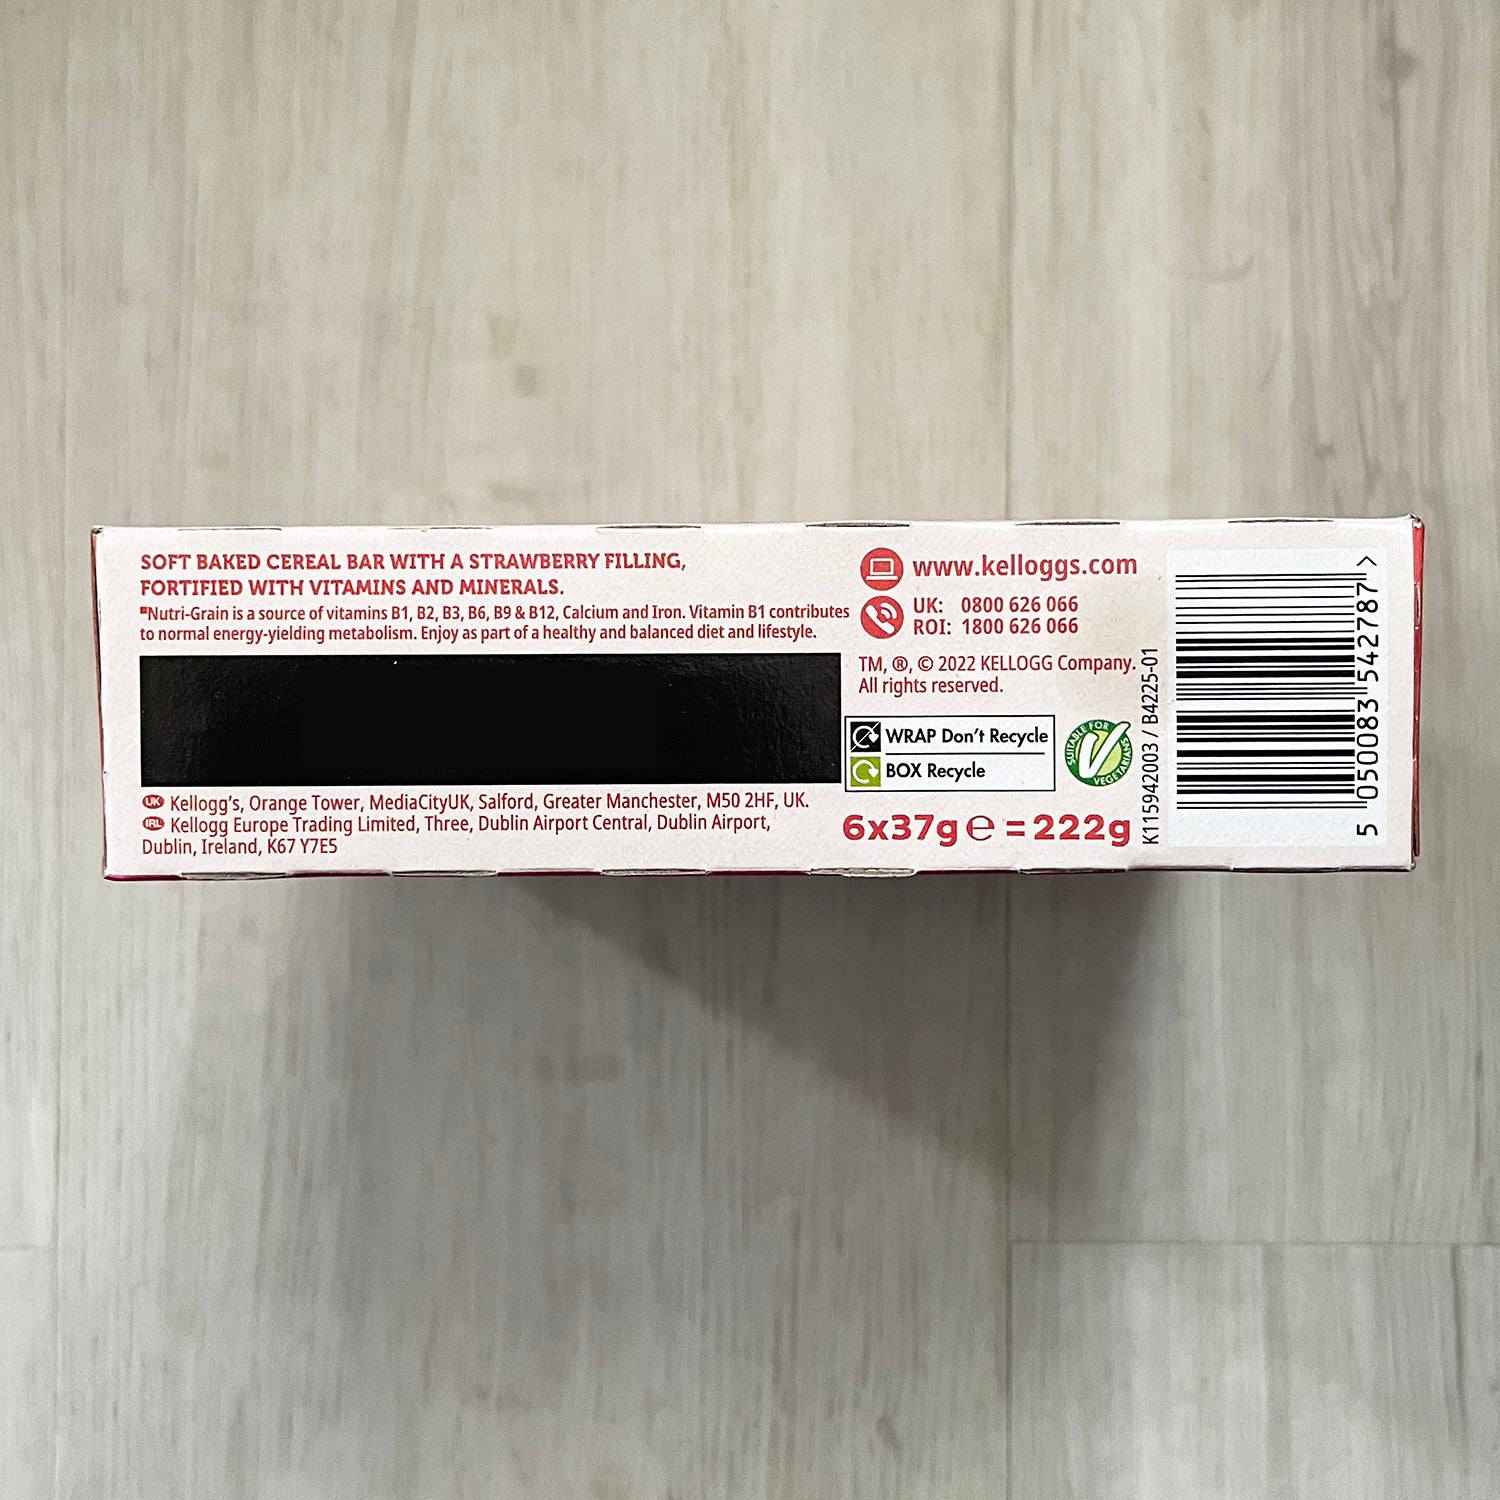 SOFT BAKED CEREAL BAR WITH A STRAWBERRY FILLING,
FORTIFIED WITH VITAMINS AND MINERALS.
*Nutri-Grain is a source of vitamins B1, B2, B3, B6, B9 & B12, Calcium and Iron. Vitamin B1 contributes
to normal energy-yielding metabolism. Enjoy as part of a healthy and balanced diet and lifestyle.
UK Kellogg's, Orange Tower, MediaCityUK, Salford, Greater Manchester, M50 2HF, UK.
IRL Kellogg Europe Trading Limited, Three, Dublin Airport Central, Dublin Airport,
Dublin, Ireland, K67 Y7E5
www.kelloggs.com
UK: 0800 626 066
ROI: 1800 626 066
TM, ®, © 2022 KELLOGG Company.
All rights reserved.
WRAP Don't Recycle
BOX Recycle
SUITABLE FOR VEGETARIANS
6x37g ℮ = 222g
K115942003 / B4225-01
5 050083 542787 >